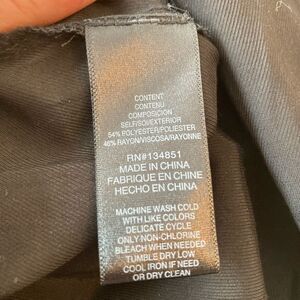 CONTENT
CONTENU
COMPOSICIÓN
SELF/SOI/EXTERIOR
54% POLYESTER/POLIESTER
46% RAYON/VISCOSA/RAYONNE
RN#134851
MADE IN CHINA
FABRIQUE EN CHINE
HECHO EN CHINA
MACHINE WASH COLD
WITH LIKE COLORS
DELICATE CYCLE
ONLY NON-CHLORINE
BLEACH WHEN NEEDED
TUMBLE DRY LOW
COOL IRON IF NEED
OR DRY CLEAN